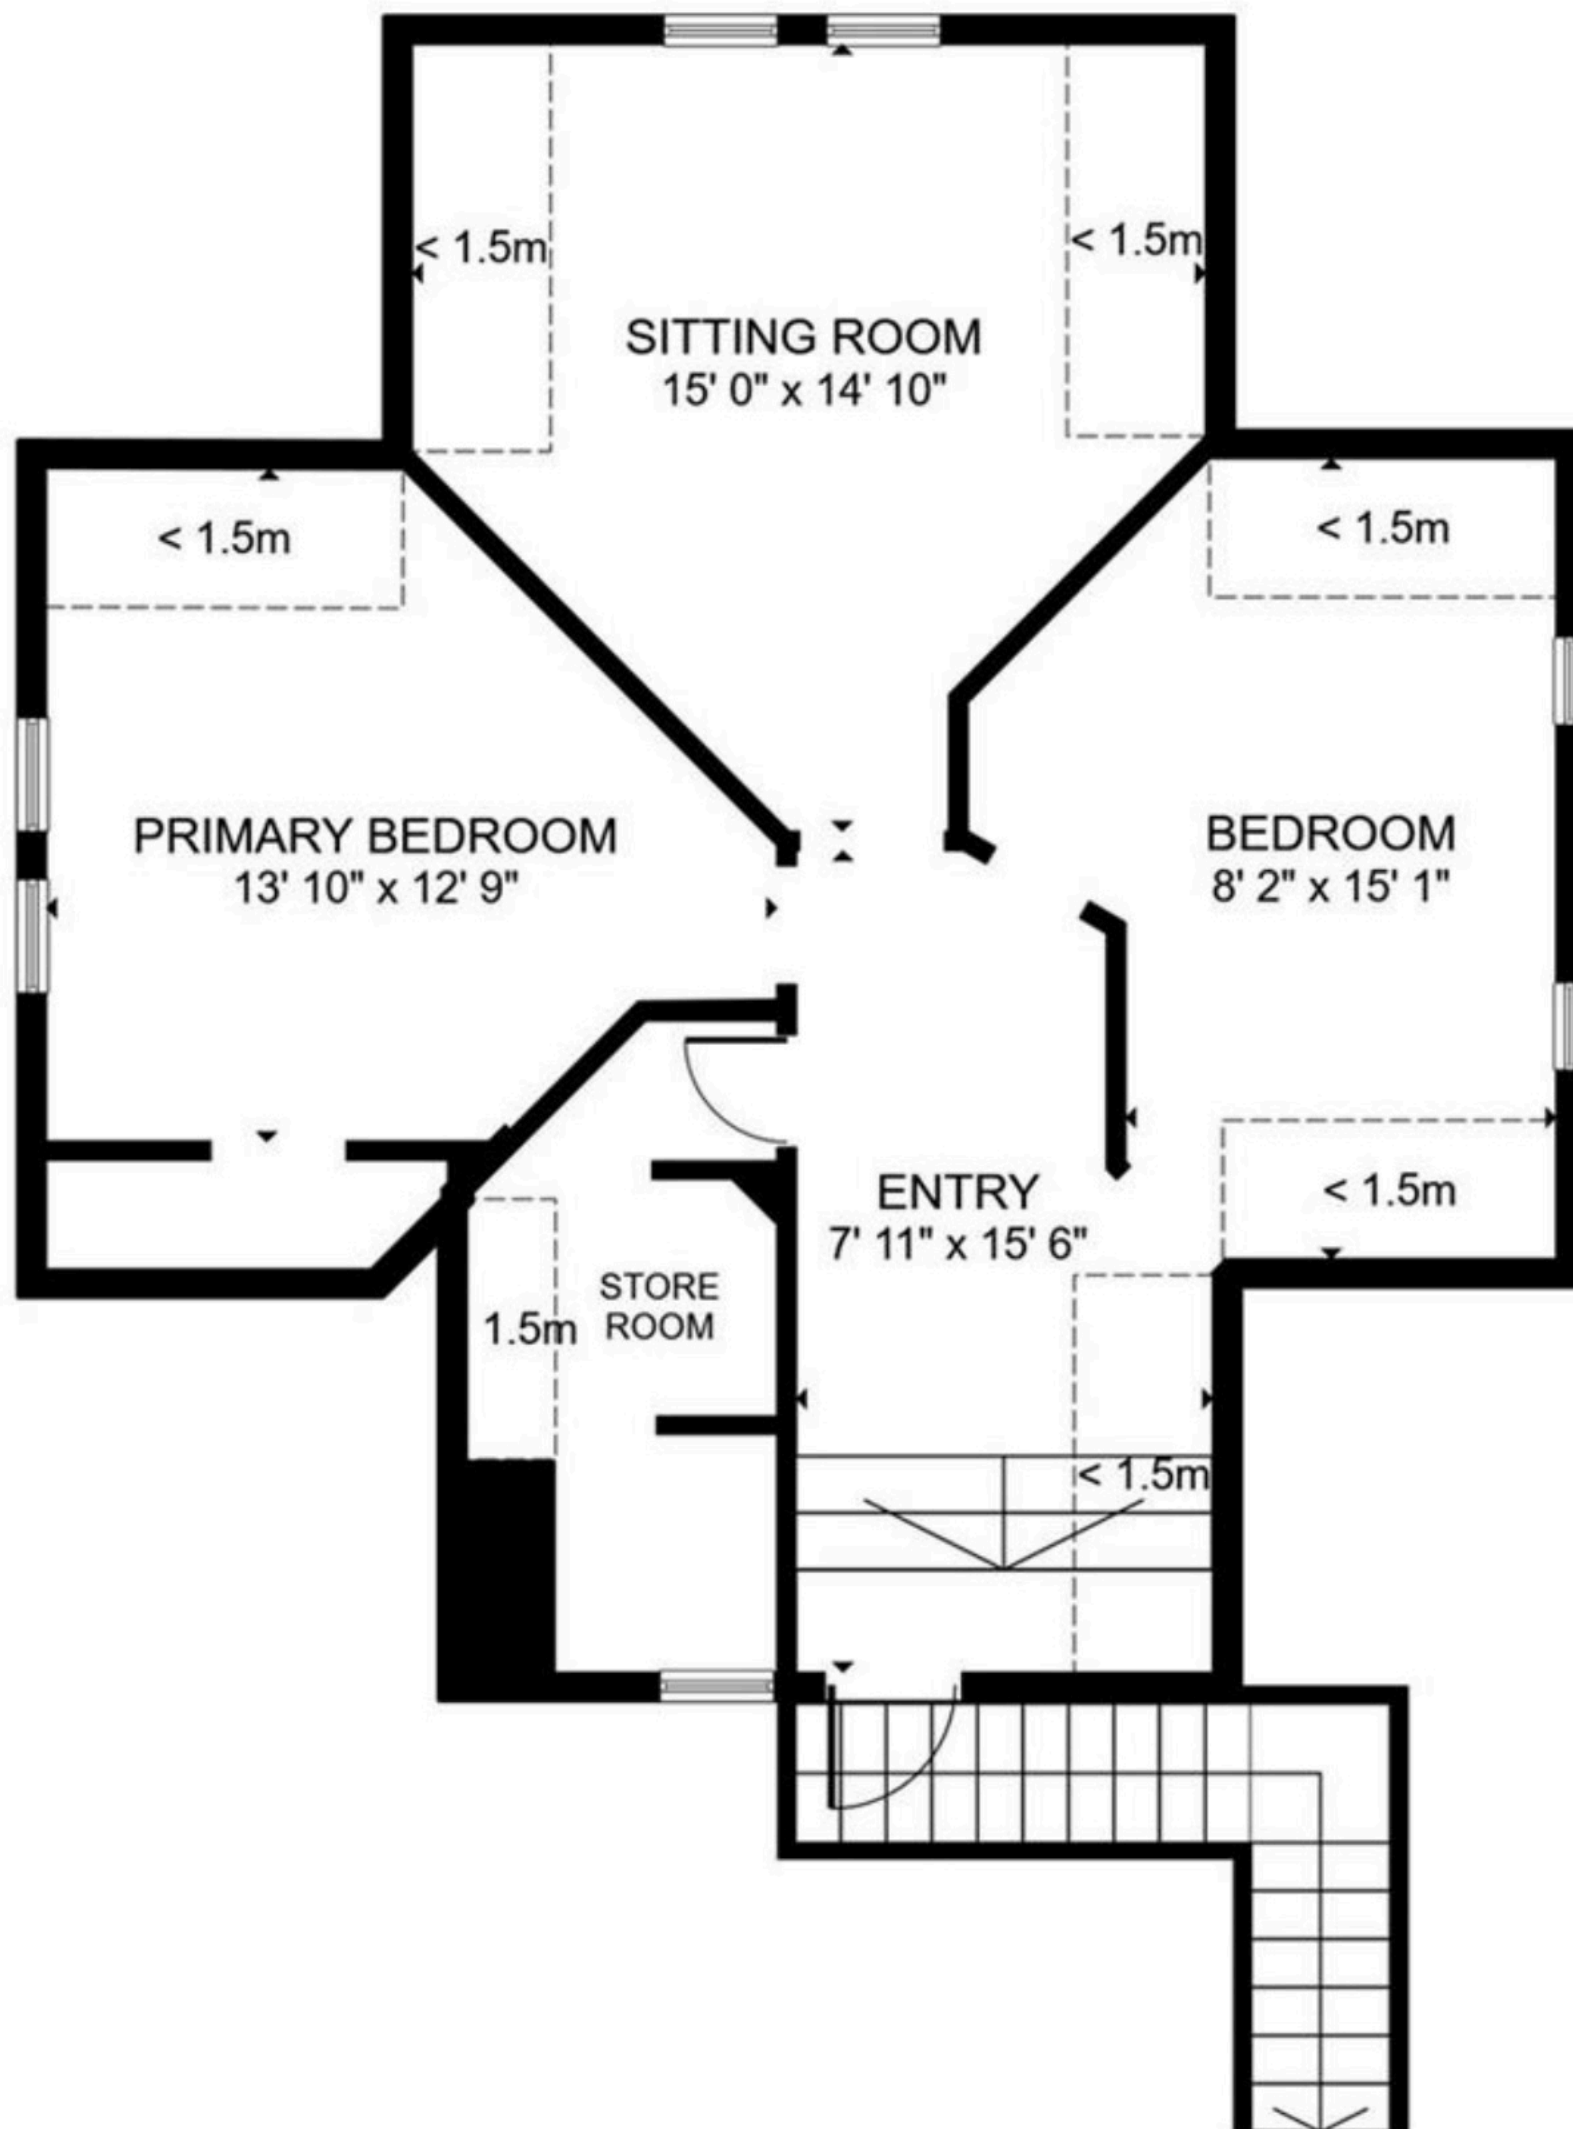 < 1.5m
< 1.5m
SITTING ROOM
15' 0" x 14' 10"
< 1.5m
< 1.5m
PRIMARY BEDROOM
13' 10" x 12' 9"
BEDROOM
8' 2" x 15' 1"
ENTRY
7' 11" x 15' 6"
< 1.5m
STORE
ROOM
1.5m
< 1.5m